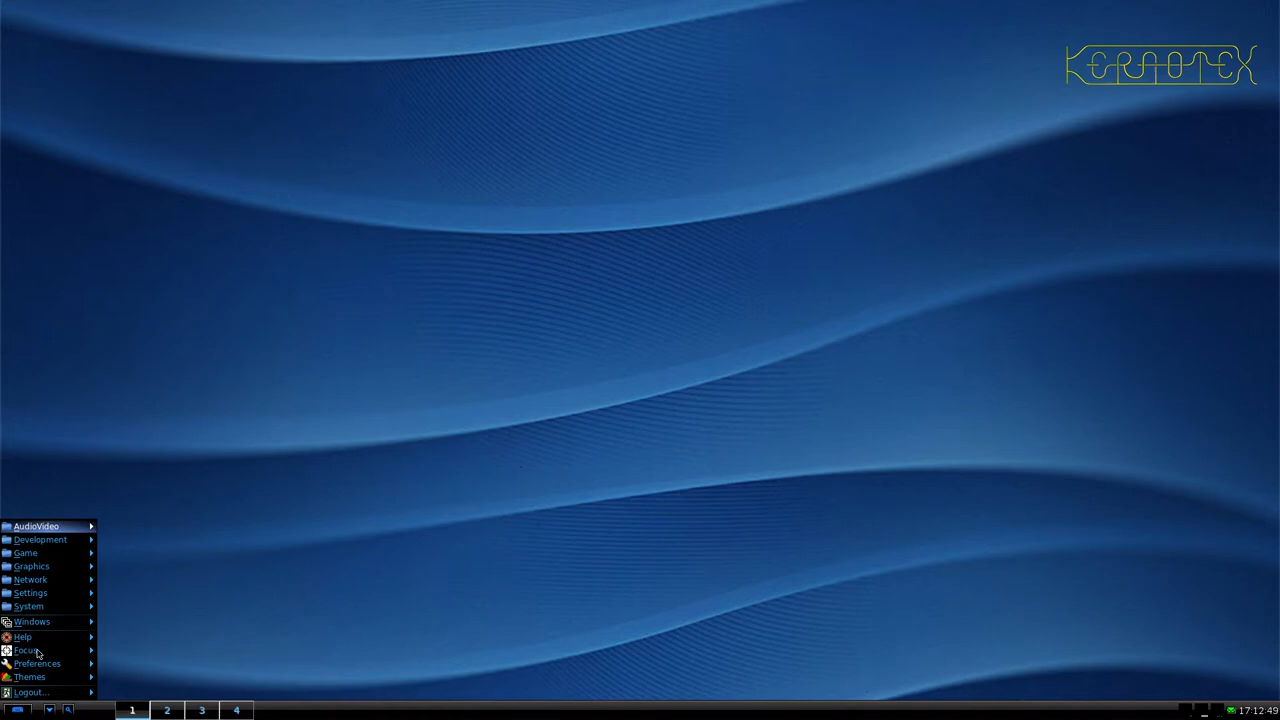 KERAOTEX
AudioVideo
Development
Game
Graphics
Network
Settings
System
Windows
Help
Focus
Preferences
Themes
Logout...
1 2 3 4 17:12:49